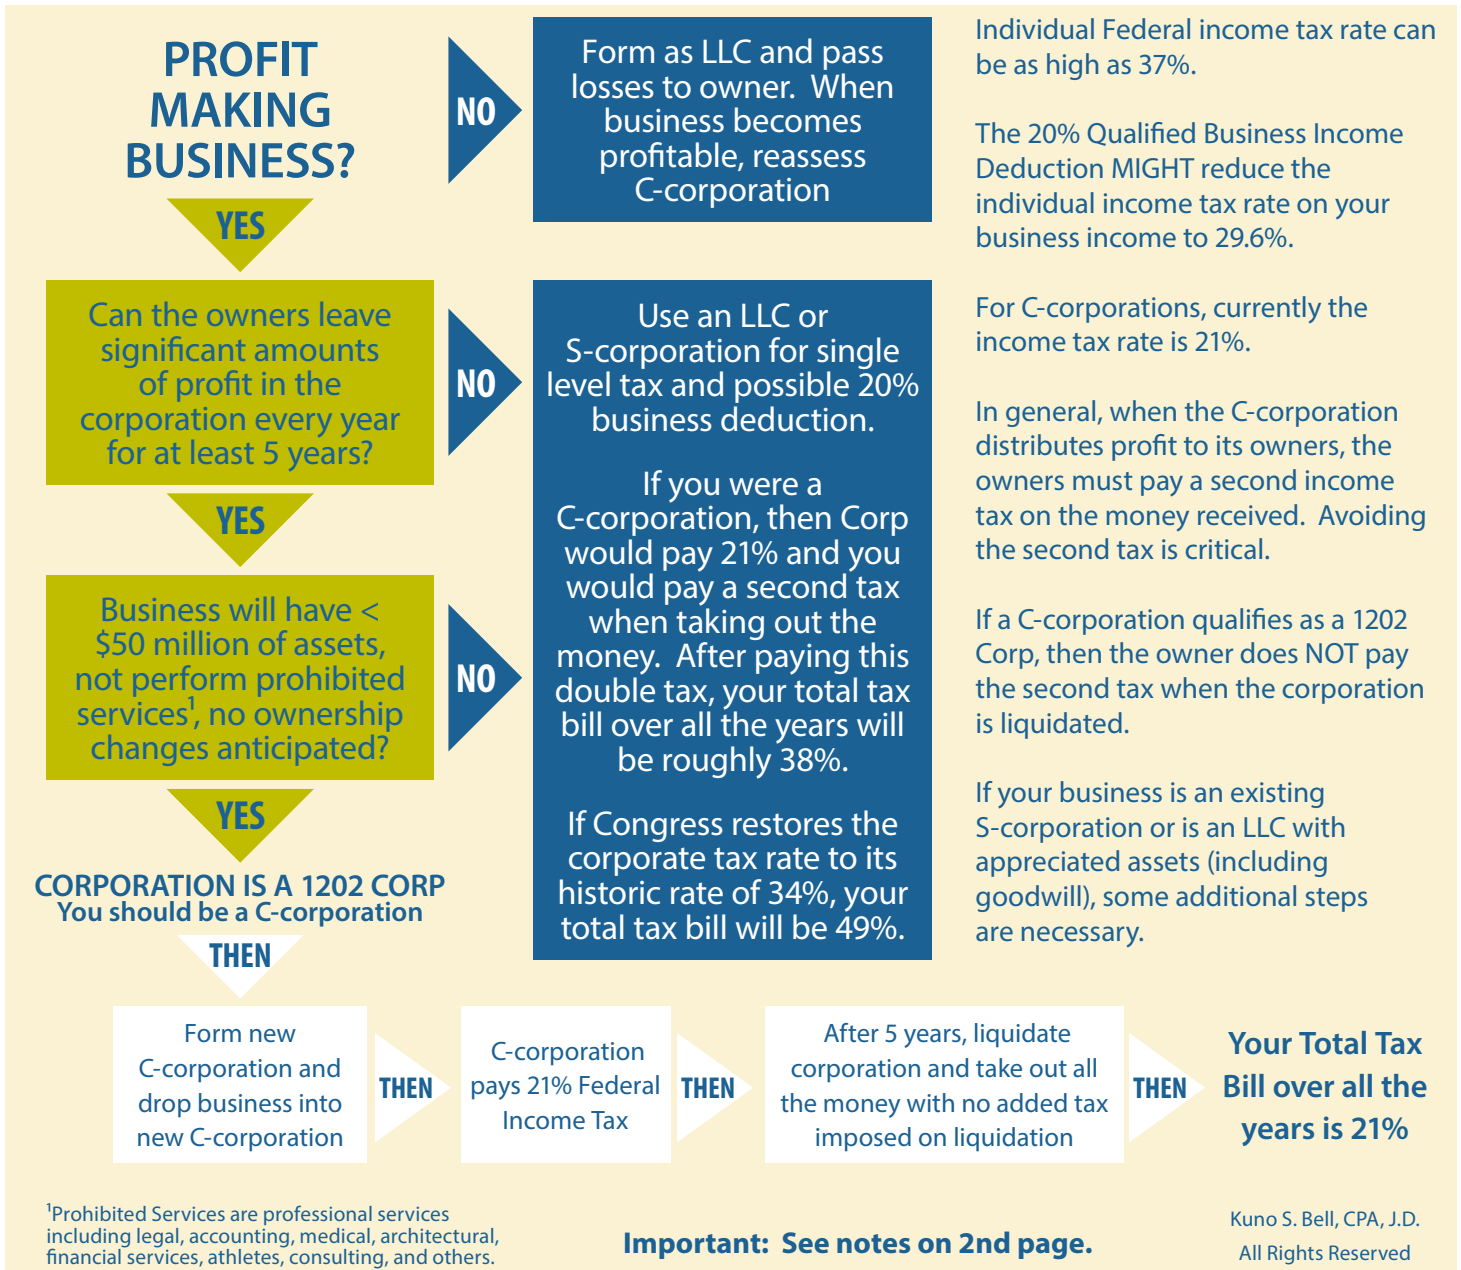 PROFIT
MAKING
BUSINESS?
NO
Form as LLC and pass
losses to owner.  When
business becomes
profitable, reassess
C-corporation
YES
Can the owners leave
significant amounts
of profit in the
corporation every year
for at least 5 years?
NO
Use an LLC or
S-corporation for single
level tax and possible 20%
business deduction.
If you were a
C-corporation, then Corp
would pay 21% and you
would pay a second tax
when taking out the
money.  After paying this
double tax, your total tax
bill over all the years will
be roughly 38%.
If Congress restores the
corporate tax rate to its
historic rate of 34%, your
total tax bill will be 49%.
YES
Business will have <
$50 million of assets,
not perform prohibited
services¹, no ownership
changes anticipated?
NO
YES
CORPORATION IS A 1202 CORP
You should be a C-corporation
THEN
Individual Federal income tax rate can
be as high as 37%.
The 20% Qualified Business Income
Deduction MIGHT reduce the
individual income tax rate on your
business income to 29.6%.
For C-corporations, currently the
income tax rate is 21%.
In general, when the C-corporation
distributes profit to its owners, the
owners must pay a second income
tax on the money received.  Avoiding
the second tax is critical.
If a C-corporation qualifies as a 1202
Corp, then the owner does NOT pay
the second tax when the corporation
is liquidated.
If your business is an existing
S-corporation or is an LLC with
appreciated assets (including
goodwill), some additional steps
are necessary.
Form new
C-corporation and
drop business into
new C-corporation
THEN
C-corporation
pays 21% Federal
Income Tax
THEN
After 5 years, liquidate
corporation and take out all
the money with no added tax
imposed on liquidation
THEN
Your Total Tax
Bill over all the
years is 21%
¹Prohibited Services are professional services
including legal, accounting, medical, architectural,
financial services, athletes, consulting, and others.
Important:  See notes on 2nd page.
Kuno S. Bell, CPA, J.D.
All Rights Reserved